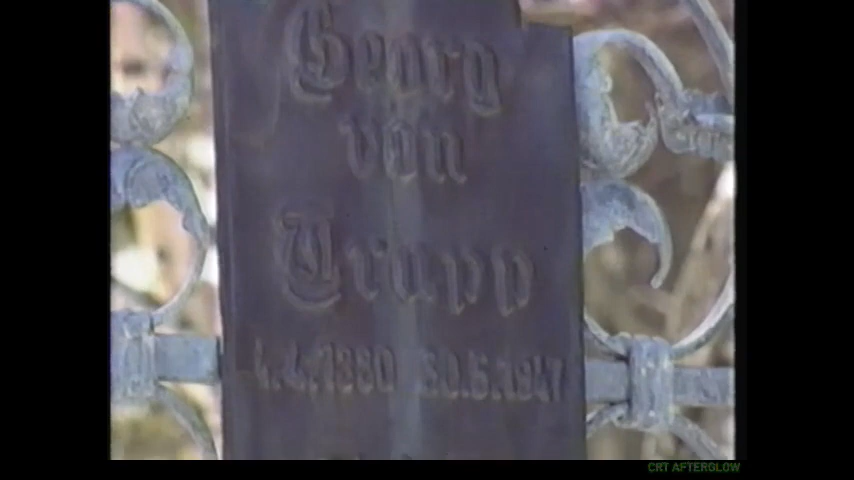 Georg
von
Trapp
4.4.1880 30.5.1947
CRT AFTERGLOW